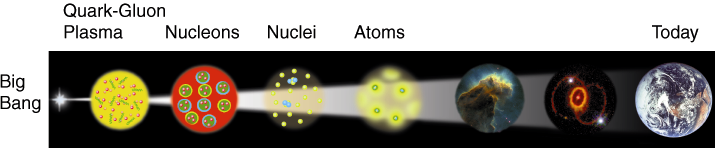 Quark-Gluon
Plasma
Nucleons
Nuclei
Atoms
Today
Big
Bang